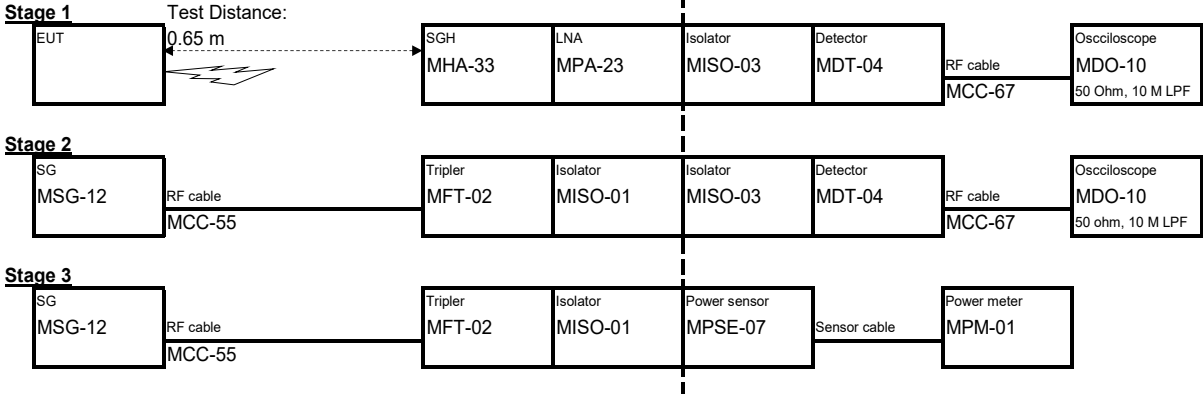 Stage 1
Test Distance:
0.65 m
EUT
SGH
MHA-33
LNA
MPA-23
Isolator
MISO-03
Detector
MDT-04
RF cable
MCC-67
Oscciloscope
MDO-10
50 Ohm, 10 M LPF
Stage 2
SG
MSG-12
RF cable
MCC-55
Tripler
MFT-02
Isolator
MISO-01
Isolator
MISO-03
Detector
MDT-04
RF cable
MCC-67
Oscciloscope
MDO-10
50 ohm, 10 M LPF
Stage 3
SG
MSG-12
RF cable
MCC-55
Tripler
MFT-02
Isolator
MISO-01
Power sensor
MPSE-07
Sensor cable
Power meter
MPM-01